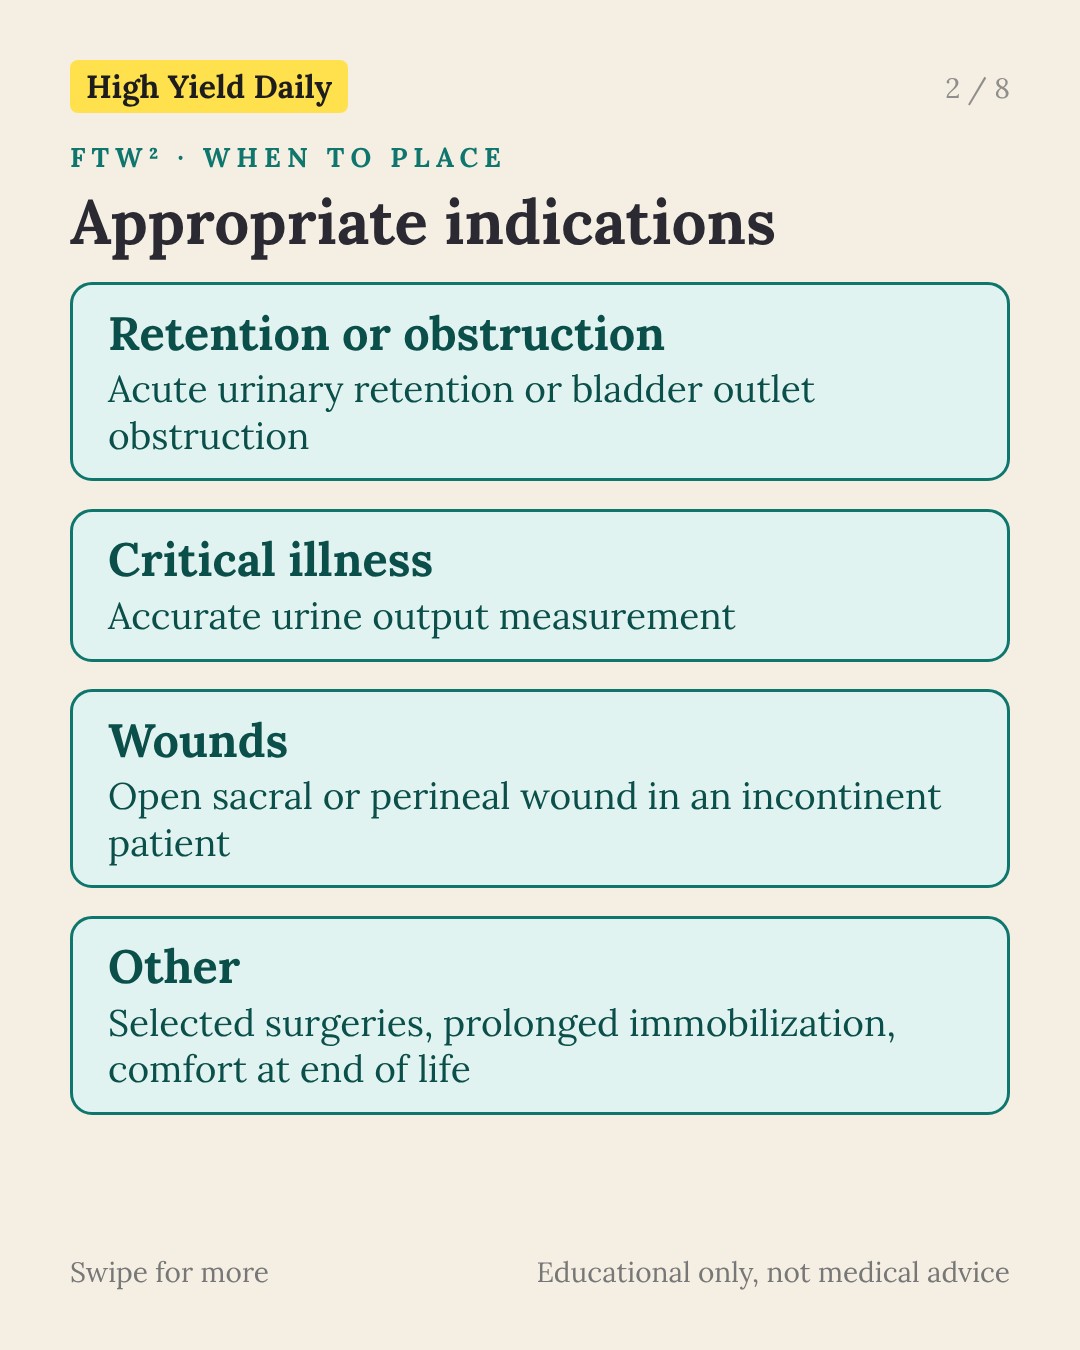 High Yield Daily
2 / 8
FTW² · WHEN TO PLACE
Appropriate indications
Retention or obstruction
Acute urinary retention or bladder outlet
obstruction
Critical illness
Accurate urine output measurement
Wounds
Open sacral or perineal wound in an incontinent
patient
Other
Selected surgeries, prolonged immobilization,
comfort at end of life
Swipe for more
Educational only, not medical advice